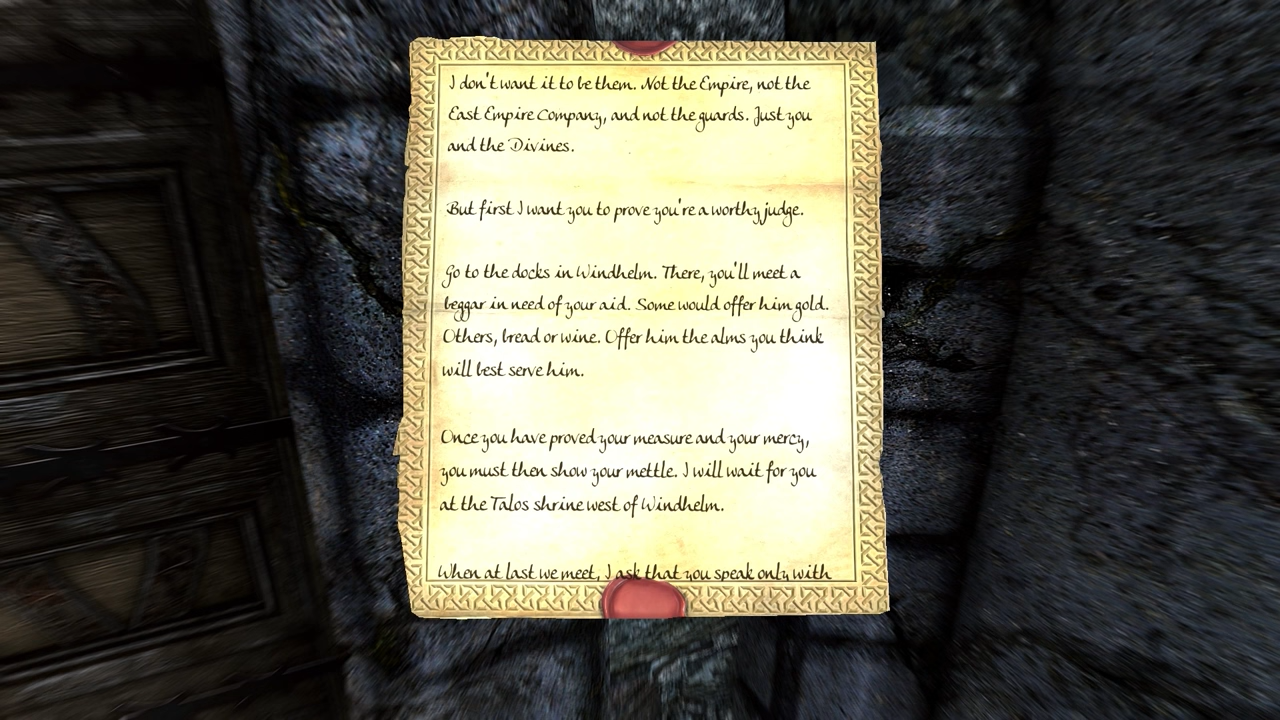 I don't want it to be them. Not the Empire, not the
East Empire Company, and not the guards. Just you
and the Divines.
But first I want you to prove you're a worthy judge.
Go to the docks in Windhelm. There, you'll meet a
beggar in need of your aid. Some would offer him gold.
Others, bread or wine. Offer him the alms you think
will best serve him.
Once you have proved your measure and your mercy,
you must then show your mettle. I will wait for you
at the Talos shrine west of Windhelm.
When at last we meet, I ask that you speak only with